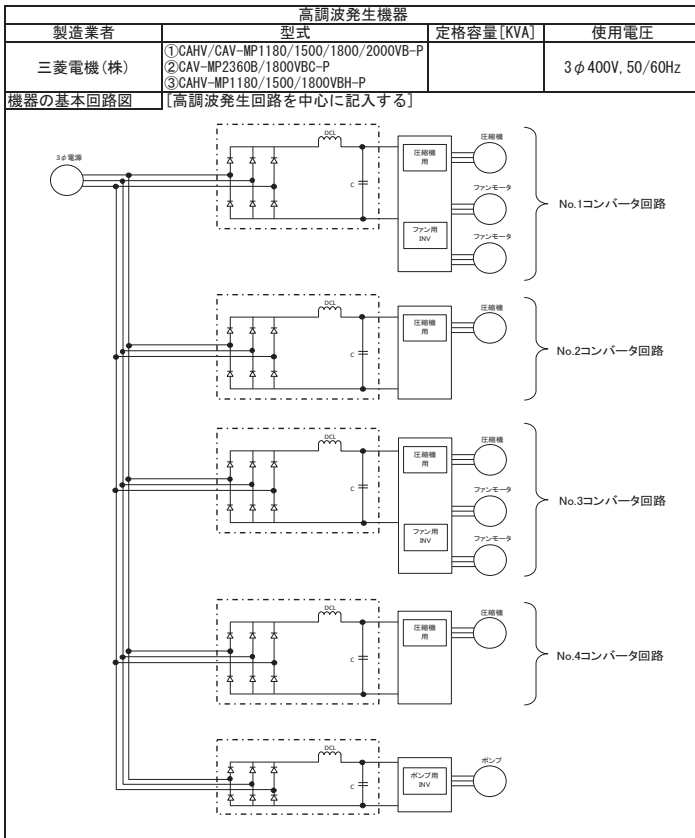 高調波発生機器
製造業者 型式 定格容量[KVA] 使用電圧
三菱電機(株)
①CAHV/CAV-MP1180/1500/1800/2000VB-P
②CAV-MP2360B/1800VBC-P
③CAHV-MP1180/1500/1800VBH-P
3φ400V, 50/60Hz
機器の基本回路図 [高調波発生回路を中心に記入する]
3φ電源
DCL
C
圧縮機
用
ファン用
INV
圧縮機
ファンモータ
ファンモータ
No.1コンバータ回路
DCL
C
圧縮機
用
圧縮機
No.2コンバータ回路
DCL
C
圧縮機
用
ファン用
INV
圧縮機
ファンモータ
ファンモータ
No.3コンバータ回路
DCL
C
圧縮機
用
圧縮機
No.4コンバータ回路
DCL
C
ポンプ用
INV
ポンプ